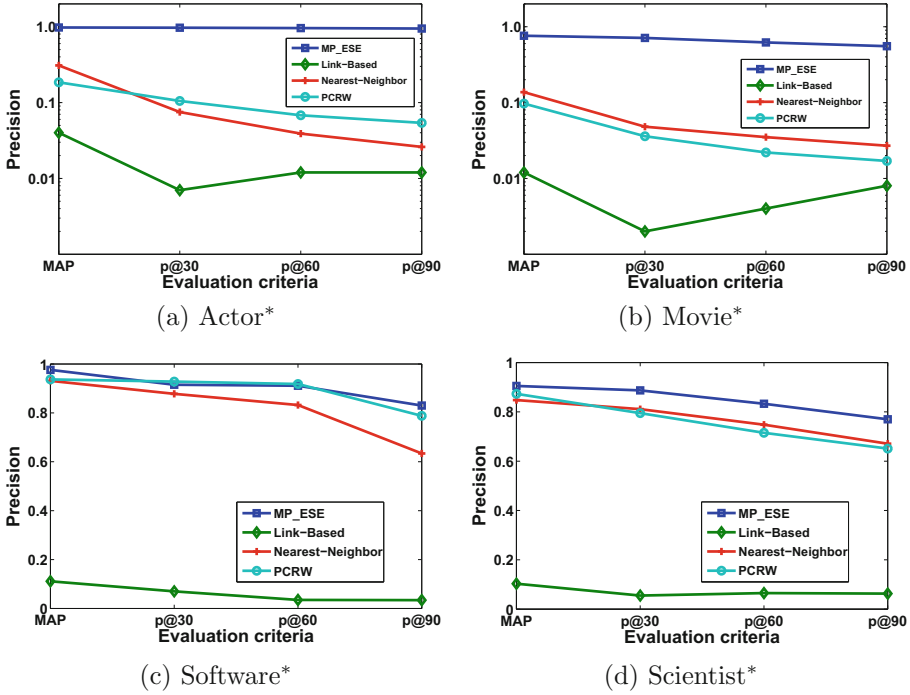 1.0
0.1
0.01
Precision
MP_ESE
Link-Based
Nearest-Neighbor
PCRW
MAP p@30 p@60 p@90
Evaluation criteria
(a) Actor*
1.0
0.1
0.01
Precision
MP_ESE
Link-Based
Nearest-Neighbor
PCRW
MAP p@30 p@60 p@90
Evaluation criteria
(b) Movie*
1
0.8
0.6
0.4
0.2
0
Precision
MP_ESE
Link-Based
Nearest-Neighbor
PCRW
MAP p@30 p@60 p@90
Evaluation criteria
(c) Software*
1
0.8
0.6
0.4
0.2
0
Precision
MP_ESE
Link-Based
Nearest-Neighbor
PCRW
MAP p@30 p@60 p@90
Evaluation criteria
(d) Scientist*